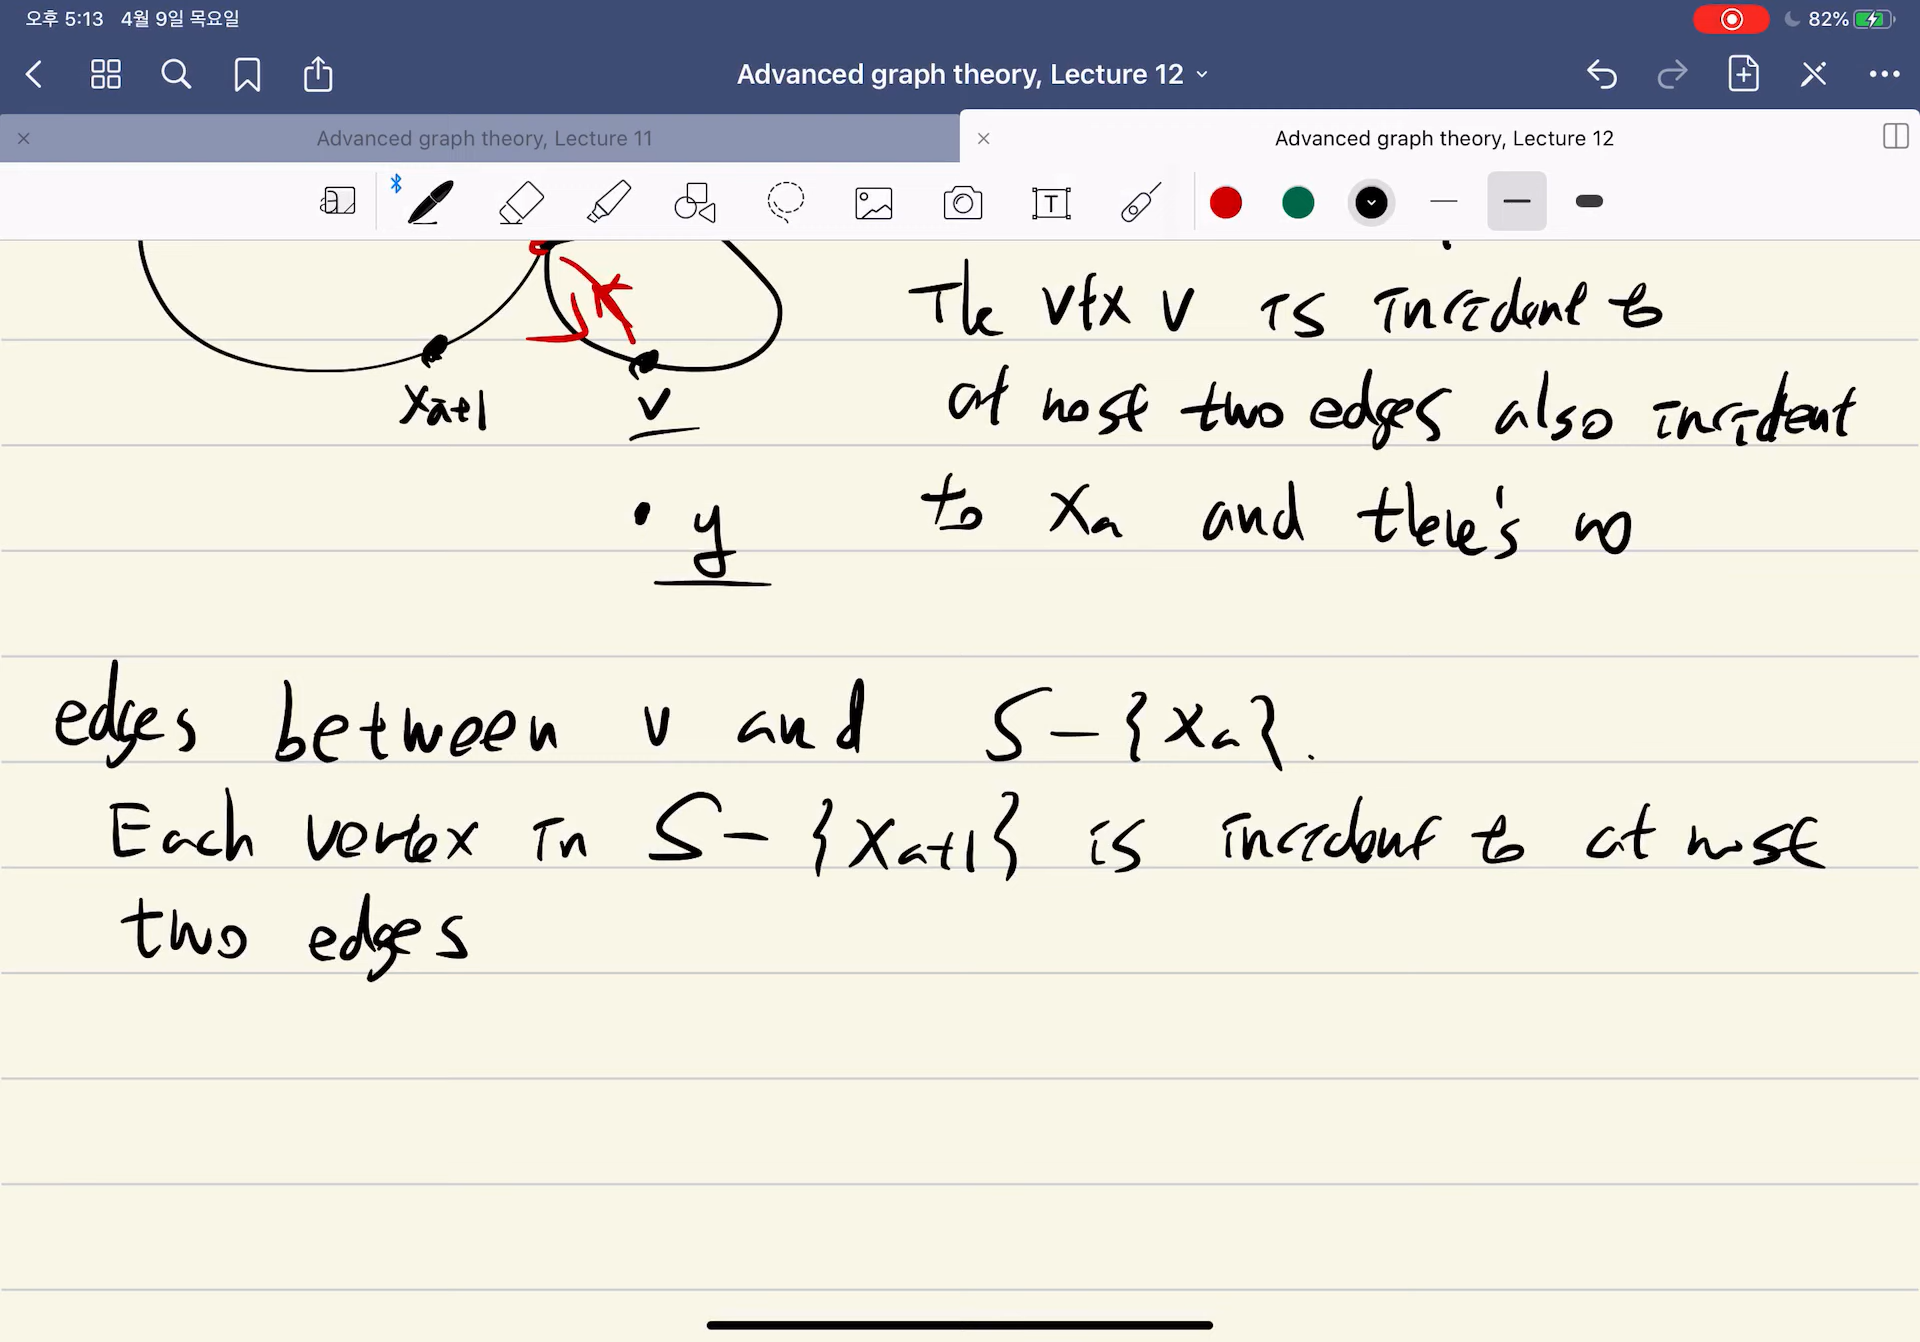 오후 5:13 4월 9일 목요일
82%
Advanced graph theory, Lecture 12
Advanced graph theory, Lecture 11
Advanced graph theory, Lecture 12
The vtx v is incident to
at most two edges also incident
to xₐ and there's no
xₐ₊₁
v
y
edges between v and S-{xₐ}.
Each vertex in S-{xₐ₊₁} is incident to at most
two edges